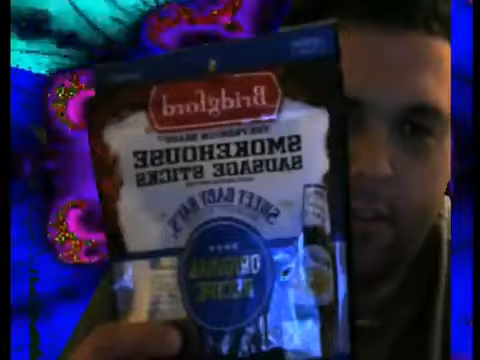 Bridgford
SMOKEHOUSE
SAUSAGE STICKS
SWEET BABY RAY'S
ORIGINAL
RECIPE